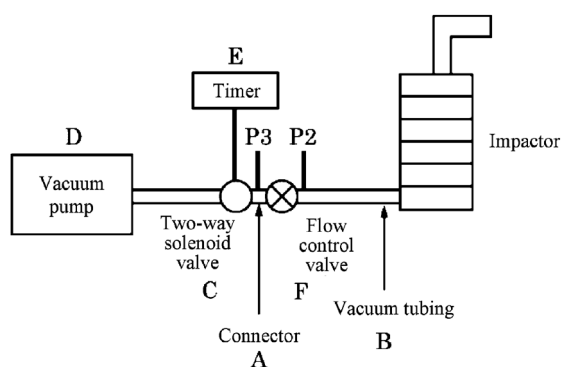 E
Timer
D
P3 P2
Impactor
Vacuum
pump
Two-way
solenoid
valve
Flow
control
valve
C
F
Vacuum tubing
Connector
B
A